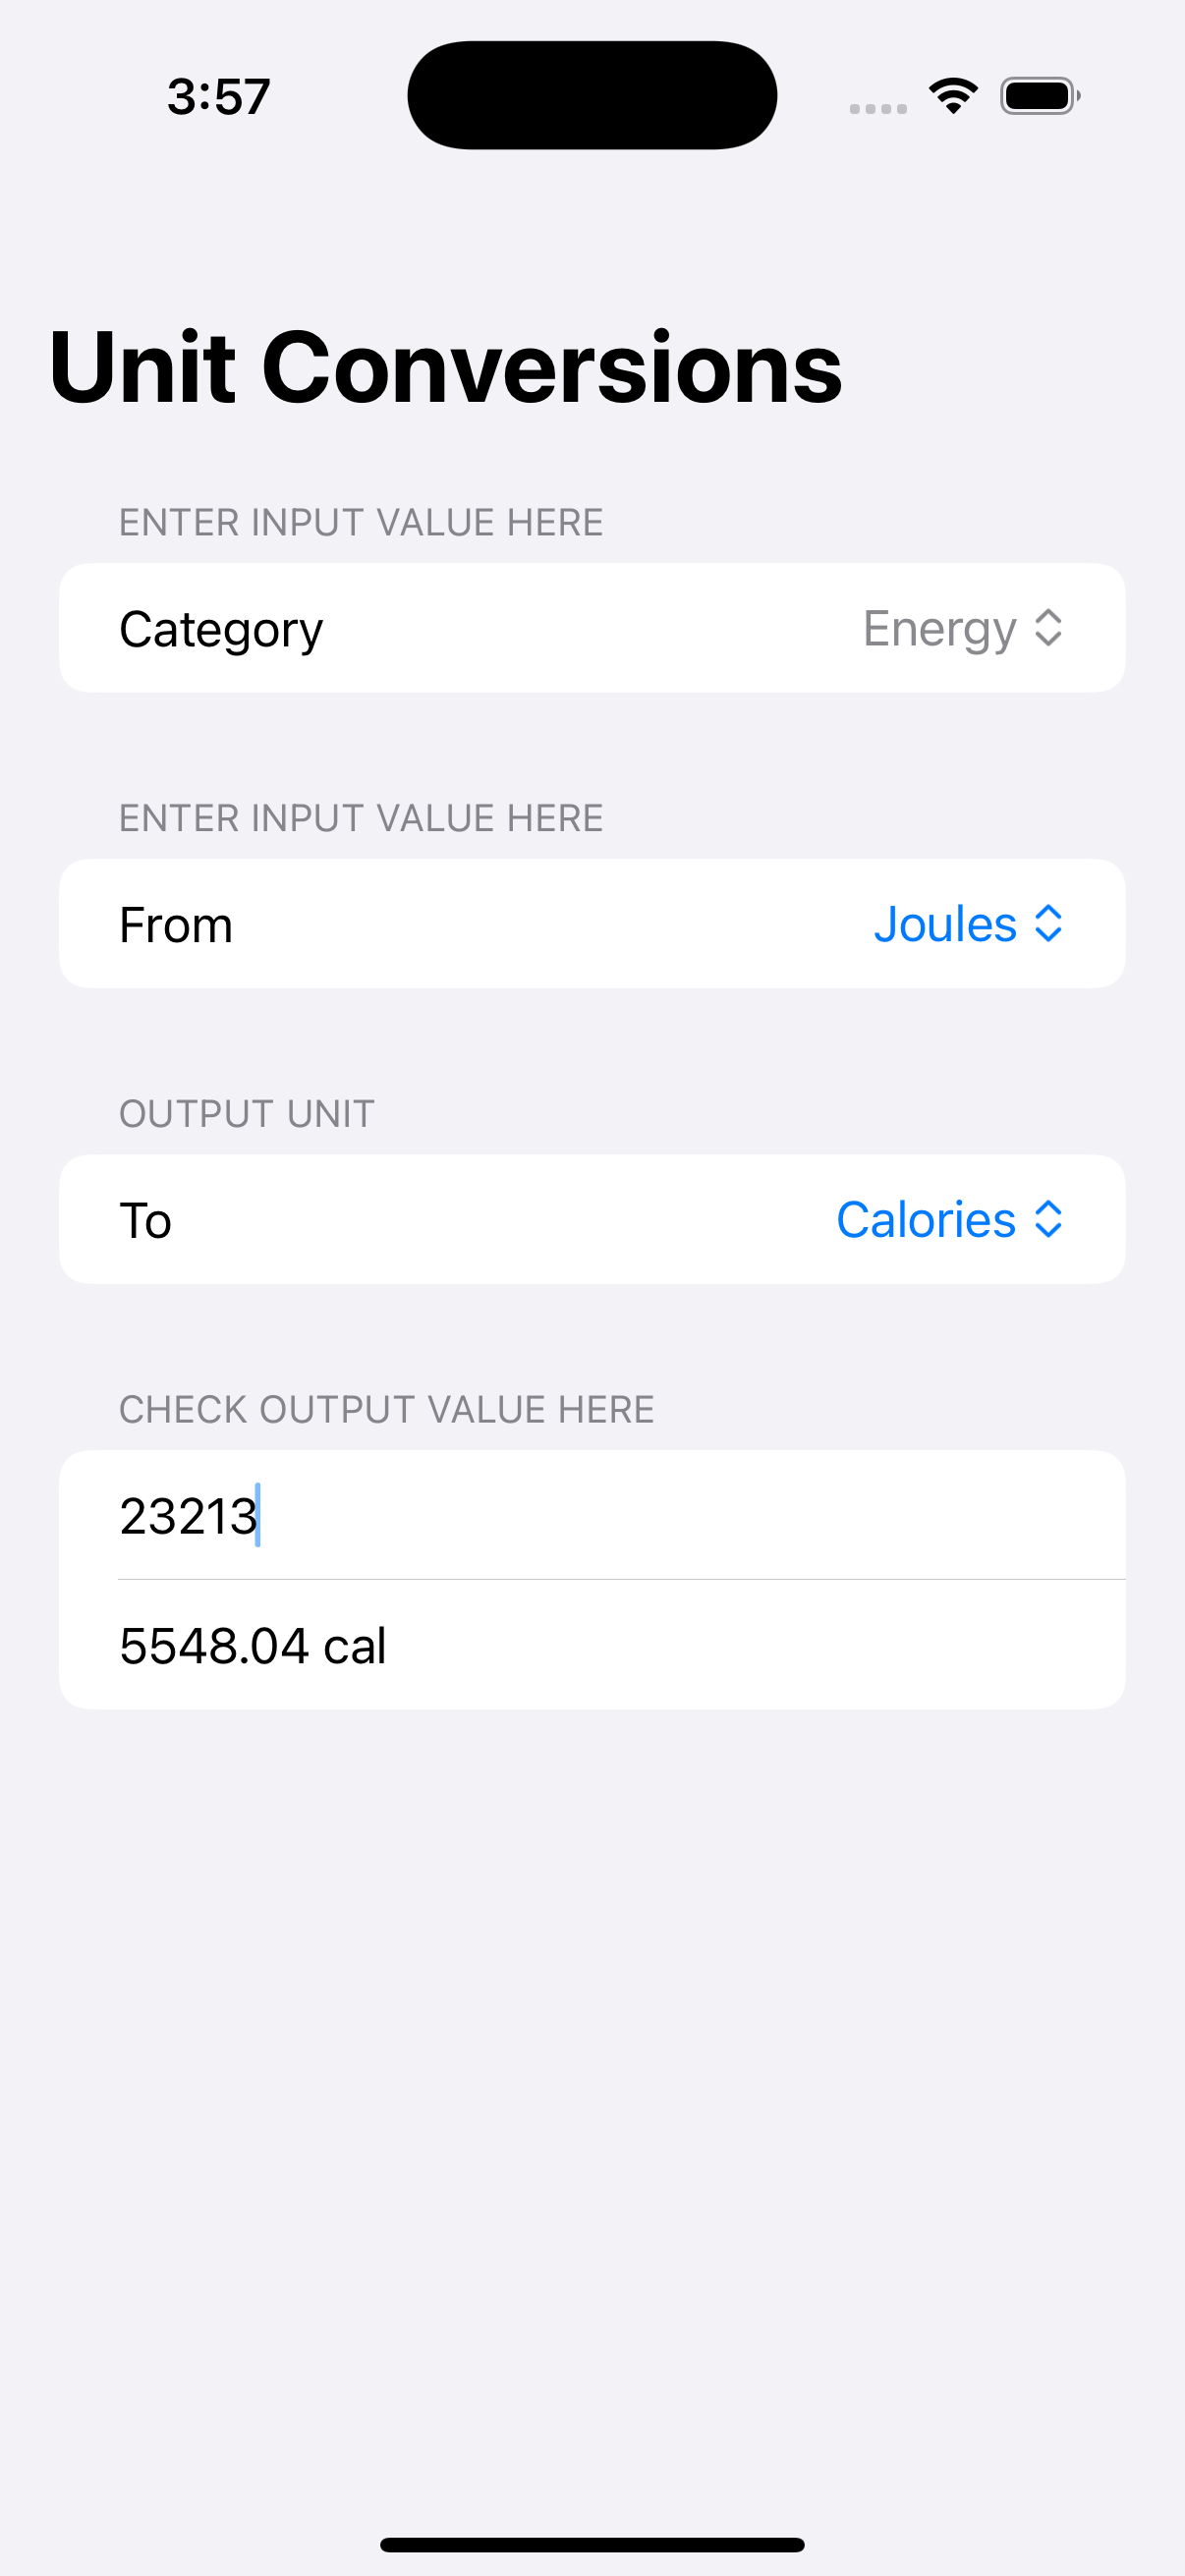 3:57
Unit Conversions
ENTER INPUT VALUE HERE
Category Energy
ENTER INPUT VALUE HERE
From Joules
OUTPUT UNIT
To Calories
CHECK OUTPUT VALUE HERE
23213
5548.04 cal